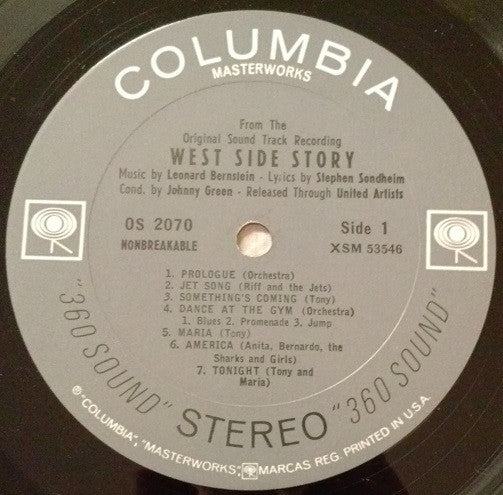 COLUMBIA
MASTERWORKS
From The
Original Sound Track Recording
WEST SIDE STORY
Music by Leonard Bernstein - Lyrics by Stephen Sondheim
Cond. by Johnny Green - Released Through United Artists
OS 2070
NONBREAKABLE
Side 1
XSM 53546
1. PROLOGUE (Orchestra)
2. JET SONG (Riff and the Jets)
3. SOMETHING'S COMING (Tony)
4. DANCE AT THE GYM (Orchestra)
1. Blues 2. Promenade 3. Jump
5. MARIA (Tony)
6. AMERICA (Anita, Bernardo, the
Sharks and Girls)
7. TONIGHT (Tony and
Maria)
"360 SOUND" STEREO "360 SOUND"
® "COLUMBIA", "MASTERWORKS", MARCAS REG. PRINTED IN U.S.A.